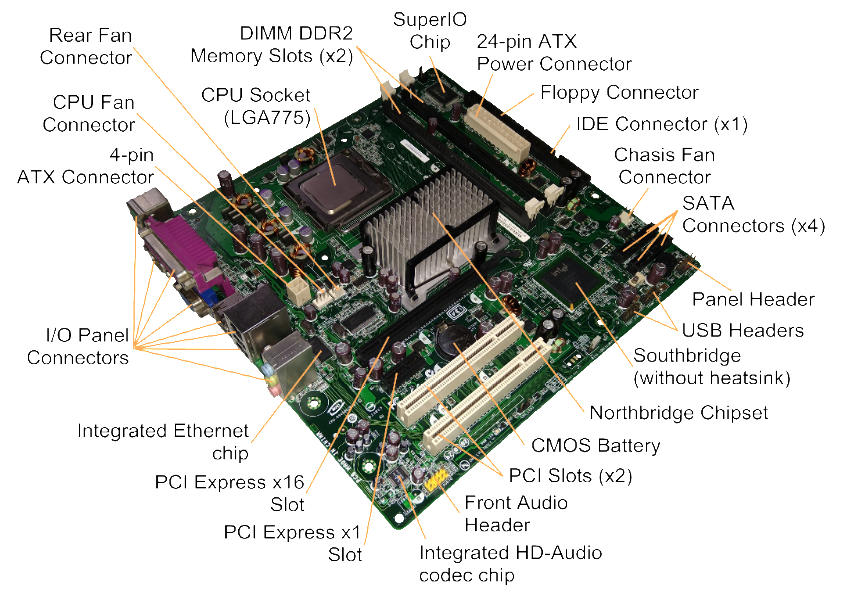 Rear Fan
Connector
DIMM DDR2
Memory Slots (x2)
SuperIO
Chip
24-pin ATX
Power Connector
Floppy Connector
CPU Fan
Connector
CPU Socket
(LGA775)
IDE Connector (x1)
4-pin
ATX Connector
Chasis Fan
Connector
SATA
Connectors (x4)
Panel Header
I/O Panel
Connectors
USB Headers
Southbridge
(without heatsink)
Northbridge Chipset
Integrated Ethernet
chip
CMOS Battery
PCI Express x16
Slot
PCI Slots (x2)
Front Audio
Header
PCI Express x1
Slot
Integrated HD-Audio
codec chip